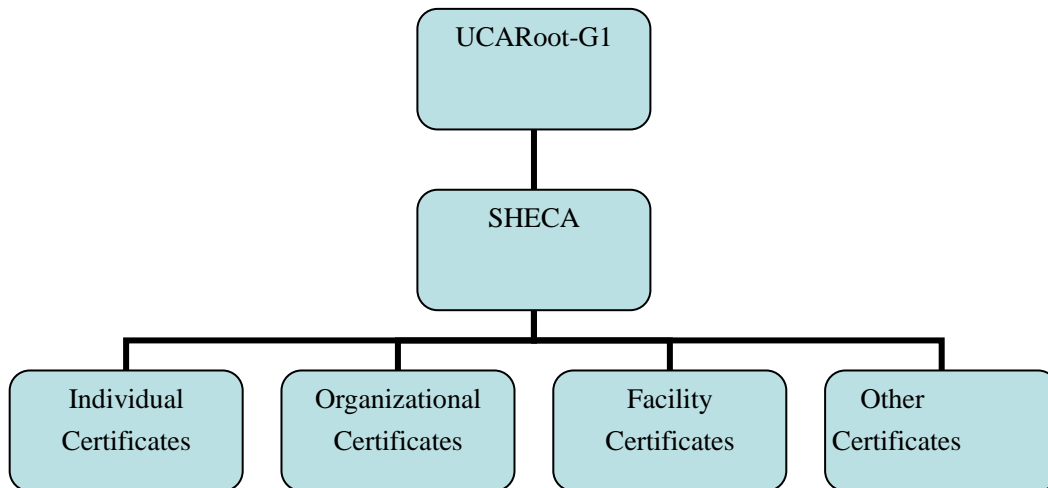 UCARoot-G1
SHECA
Individual
Certificates
Organizational
Certificates
Facility
Certificates
Other
Certificates